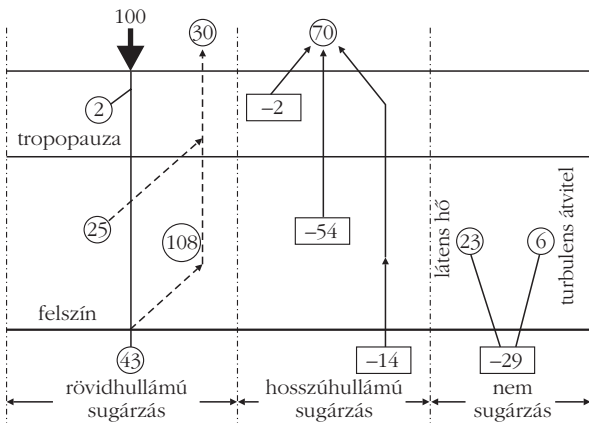 100
30
70
2
−2
tropopauza
25
108
−54
látens hő
23
6
turbulens átvitel
felszín
43
−14
−29
rövidhullámú
sugárzás
hosszúhullámú
sugárzás
nem
sugárzás